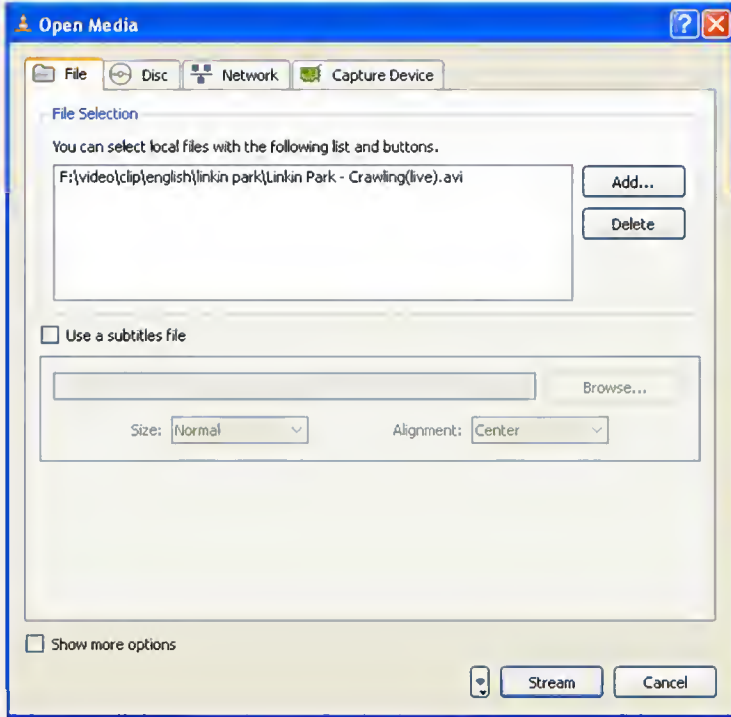 Open Media
File Disc Network Capture Device
File Selection
You can select local files with the following list and buttons.
F:\video\clip\english\linkin park\Linkin Park - Crawling(live).avi
Add...
Delete
Use a subtitles file
Browse...
Size: Normal Alignment: Center
Show more options
Stream Cancel